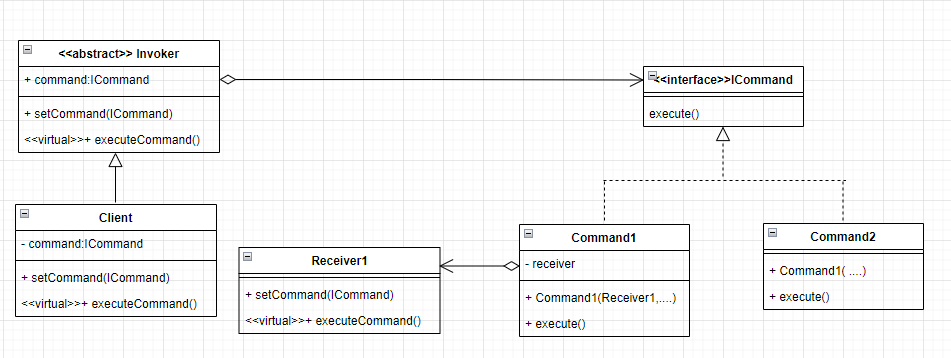 <<abstract>> Invoker
+ command:ICommand
+ setCommand(ICommand)
<<virtual>>+ executeCommand()
<<interface>>ICommand
execute()
Client
- command:ICommand
+ setCommand(ICommand)
<<virtual>>+ executeCommand()
Receiver1
+ setCommand(ICommand)
<<virtual>>+ executeCommand()
Command1
- receiver
+ Command1(Receiver1,....)
+ execute()
Command2
+ Command1( ....)
+ execute()